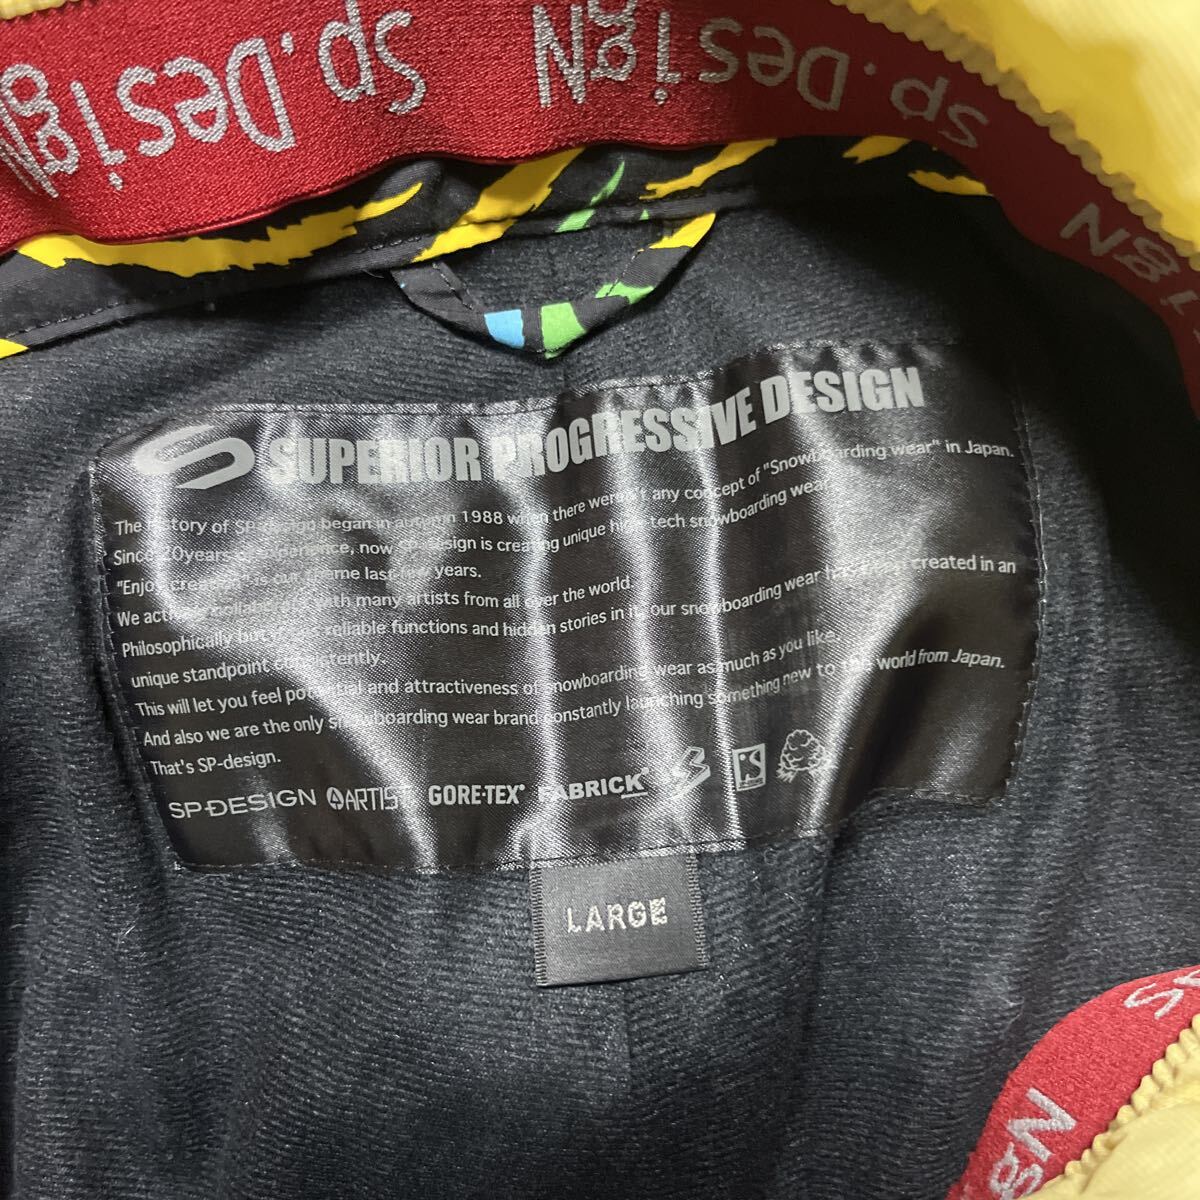 Sp.DesigN Sp.DesigN Sp.DesigN
SUPERIOR PROGRESSIVE DESIGN
The history of SP-design began in autumn 1988 when there weren't any concept of "Snowboarding wear" in Japan.
Since 20years of experience, now sp-design is creating unique high-tech snowboarding wear.
"Enjoy creating" is our theme last few years.
We actively collaborate with many artists from all over the world.
Philosophically but reliable functions and hidden stories in it, our snowboarding wear created in an
unique standpoint consistently.
This will let you feel potential and attractiveness of snowboarding wear as much as you like.
And also we are the only snowboarding wear brand constantly launching something new to the world from Japan.
That's SP-design.
SP-DESIGN 4ARTIST GORE-TEX FABRICK
LARGE